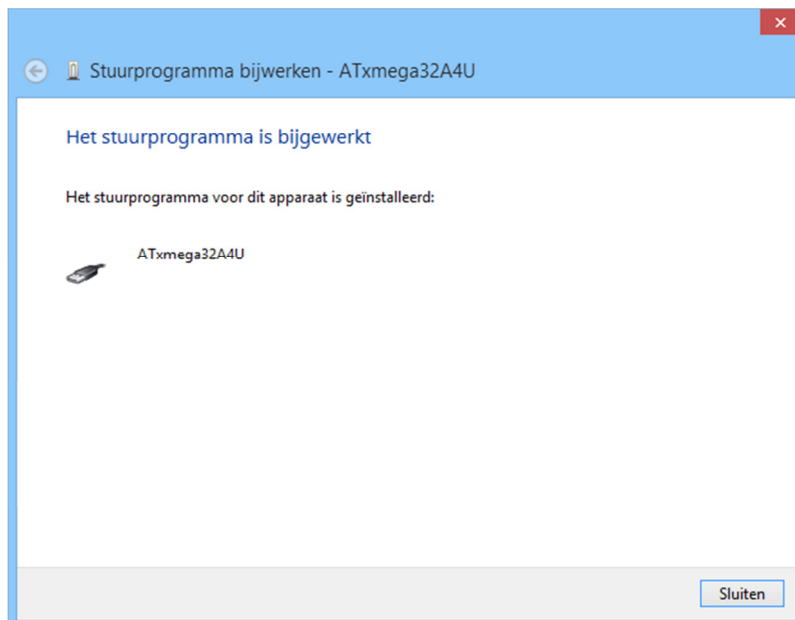 Stuurprogramma bijwerken - ATxmega32A4U
Het stuurprogramma is bijgewerkt
Het stuurprogramma voor dit apparaat is geïnstalleerd:
ATxmega32A4U
Sluiten